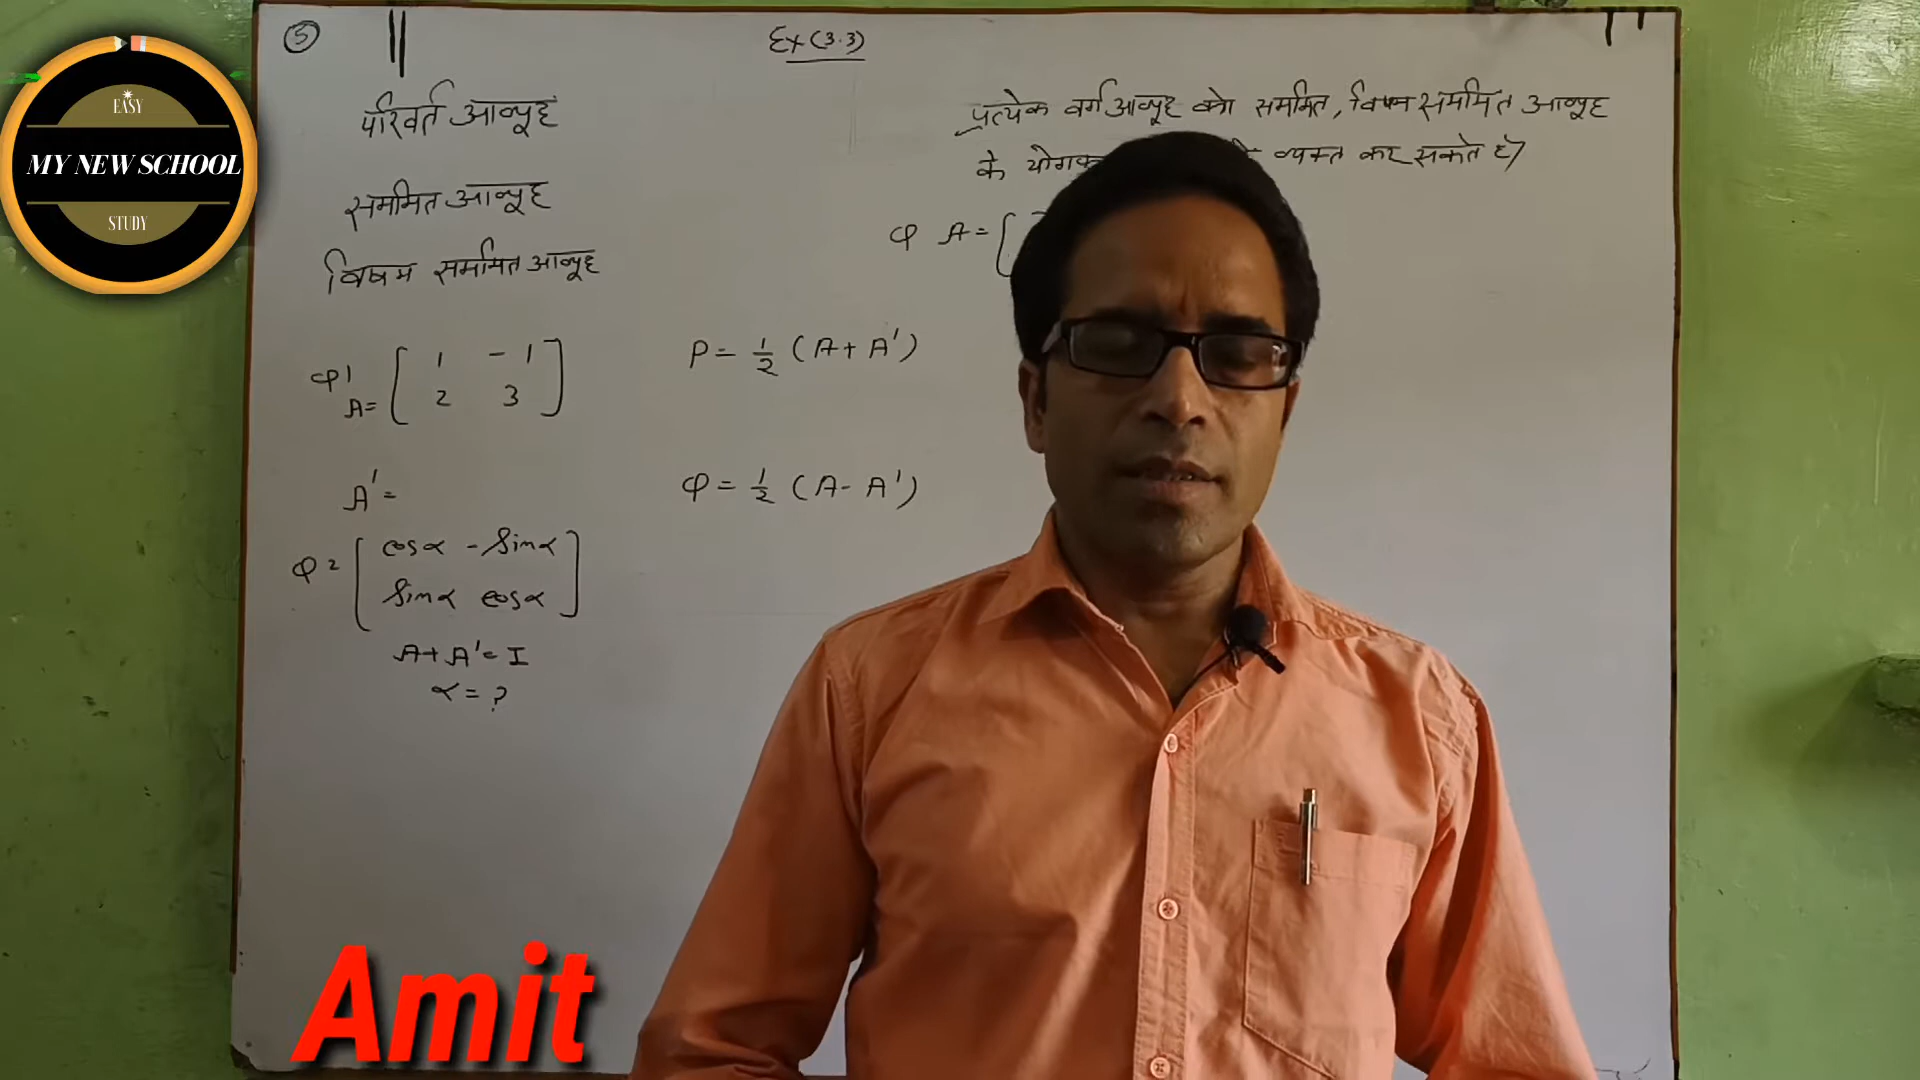 EASY
MY NEW SCHOOL
STUDY
5
Ex (3.3)
परिवर्त आव्यूह
सममित आव्यूह
विषम सममित आव्यूह
Q1
A = [ 1 -1
2 3 ]
A' =
Q2 [ cosα -sinα
sinα cosα ]
A + A' = I
α = ?
P = 1/2 (A + A')
Q = 1/2 (A - A')
प्रत्येक वर्ग आव्यूह को सममित, विषम सममित आव्यूह
के व्यक्त कर सकते है
Q A = [
Amit